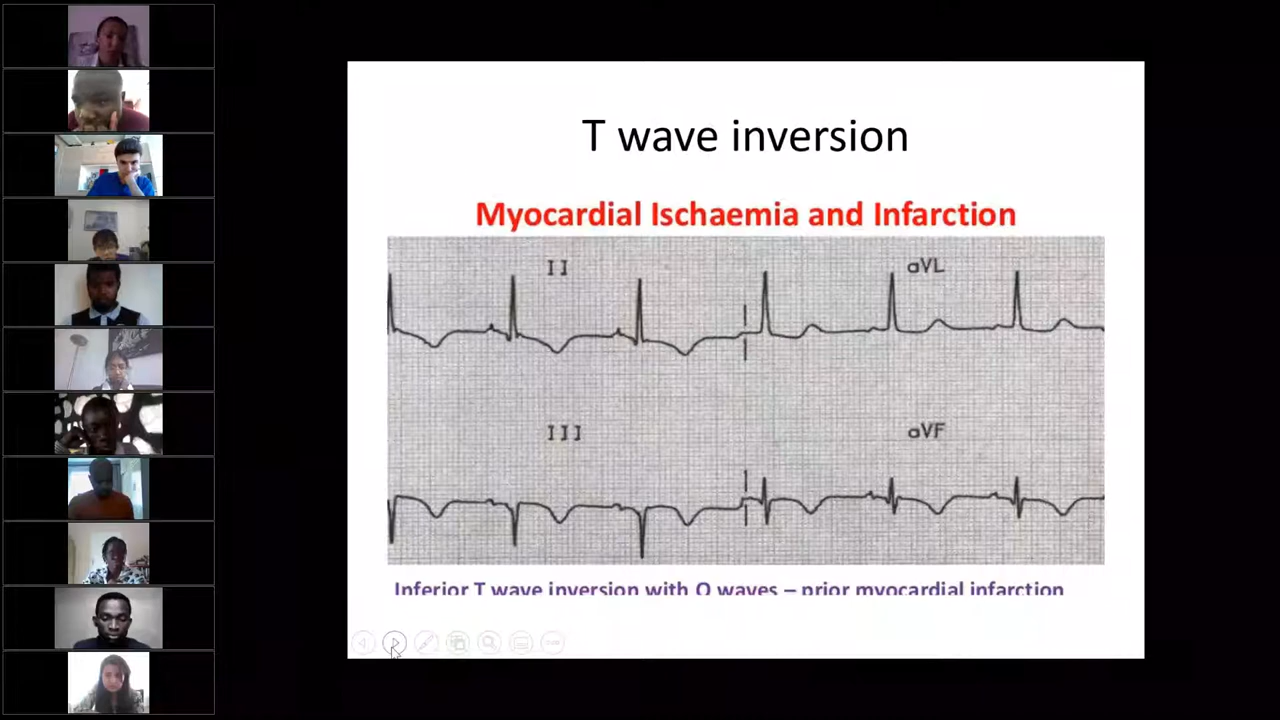 T wave inversion
Myocardial Ischaemia and Infarction
II
aVL
III
aVF
Inferior T wave inversion with Q waves – prior myocardial infarction